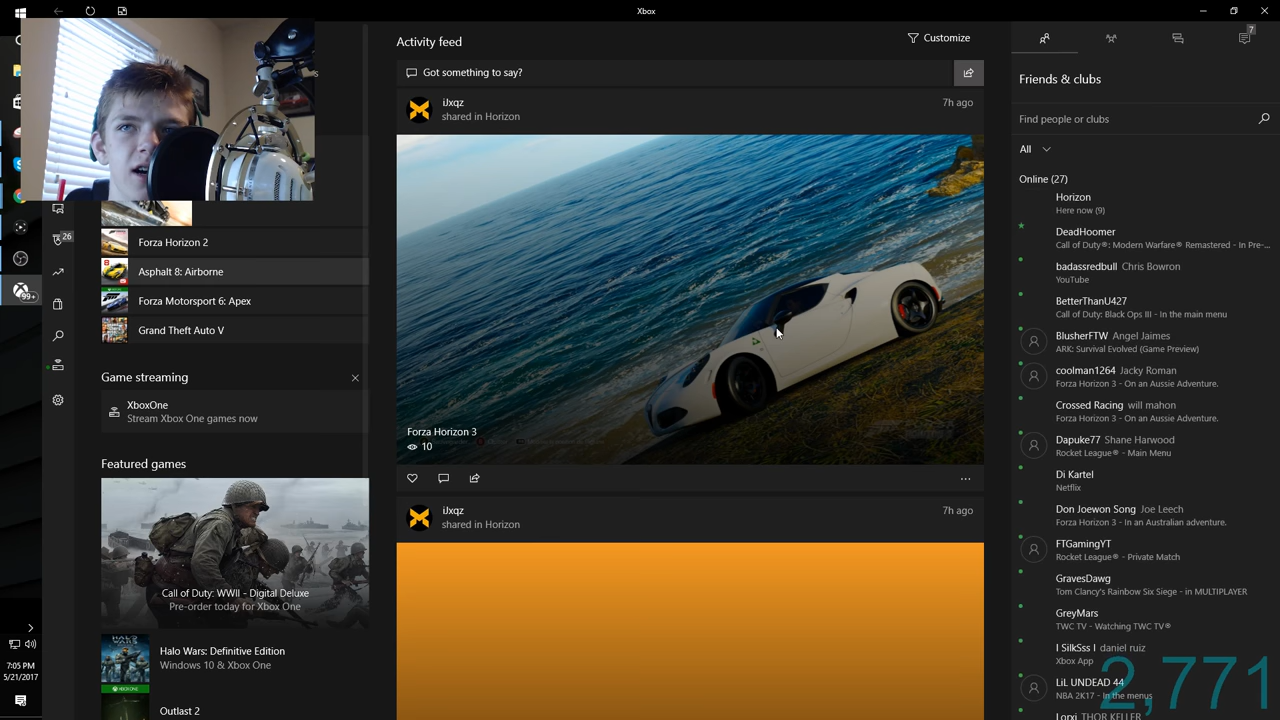 Xbox
Activity feed
Customize
Got something to say?
iJxqz
7h ago
shared in Horizon
Forza Horizon 3
10
iJxqz
7h ago
shared in Horizon
s
26
99+
Forza Horizon 2
Asphalt 8: Airborne
Forza Motorsport 6: Apex
Grand Theft Auto V
Game streaming
XboxOne
Stream Xbox One games now
Featured games
Call of Duty: WWII - Digital Deluxe
Pre-order today for Xbox One
Halo Wars: Definitive Edition
Windows 10 & Xbox One
Outlast 2
7:05 PM
5/21/2017
7
Friends & clubs
Find people or clubs
All
Online (27)
Horizon
Here now (9)
DeadHoomer
Call of Duty®: Modern Warfare® Remastered - In Pre-...
badassredbull Chris Bowron
YouTube
BetterThanU427
Call of Duty: Black Ops III - In the main menu
BlusherFTW Angel Jaimes
ARK: Survival Evolved (Game Preview)
coolman1264 Jacky Roman
Forza Horizon 3 - On an Aussie Adventure.
Crossed Racing will mahon
Forza Horizon 3 - On an Aussie Adventure.
Dapuke77 Shane Harwood
Rocket League® - Main Menu
Di Kartel
Netflix
Don Joewon Song Joe Leech
Forza Horizon 3 - In an Australian adventure.
FTGamingYT
Rocket League® - Private Match
GravesDawg
Tom Clancy's Rainbow Six Siege - in MULTIPLAYER
GreyMars
TWC TV - Watching TWC TV®
I SilkSss I daniel ruiz
Xbox App
LiL UNDEAD 44
NBA 2K17 - In the menus
Lorxi THOR KELLER
2,771